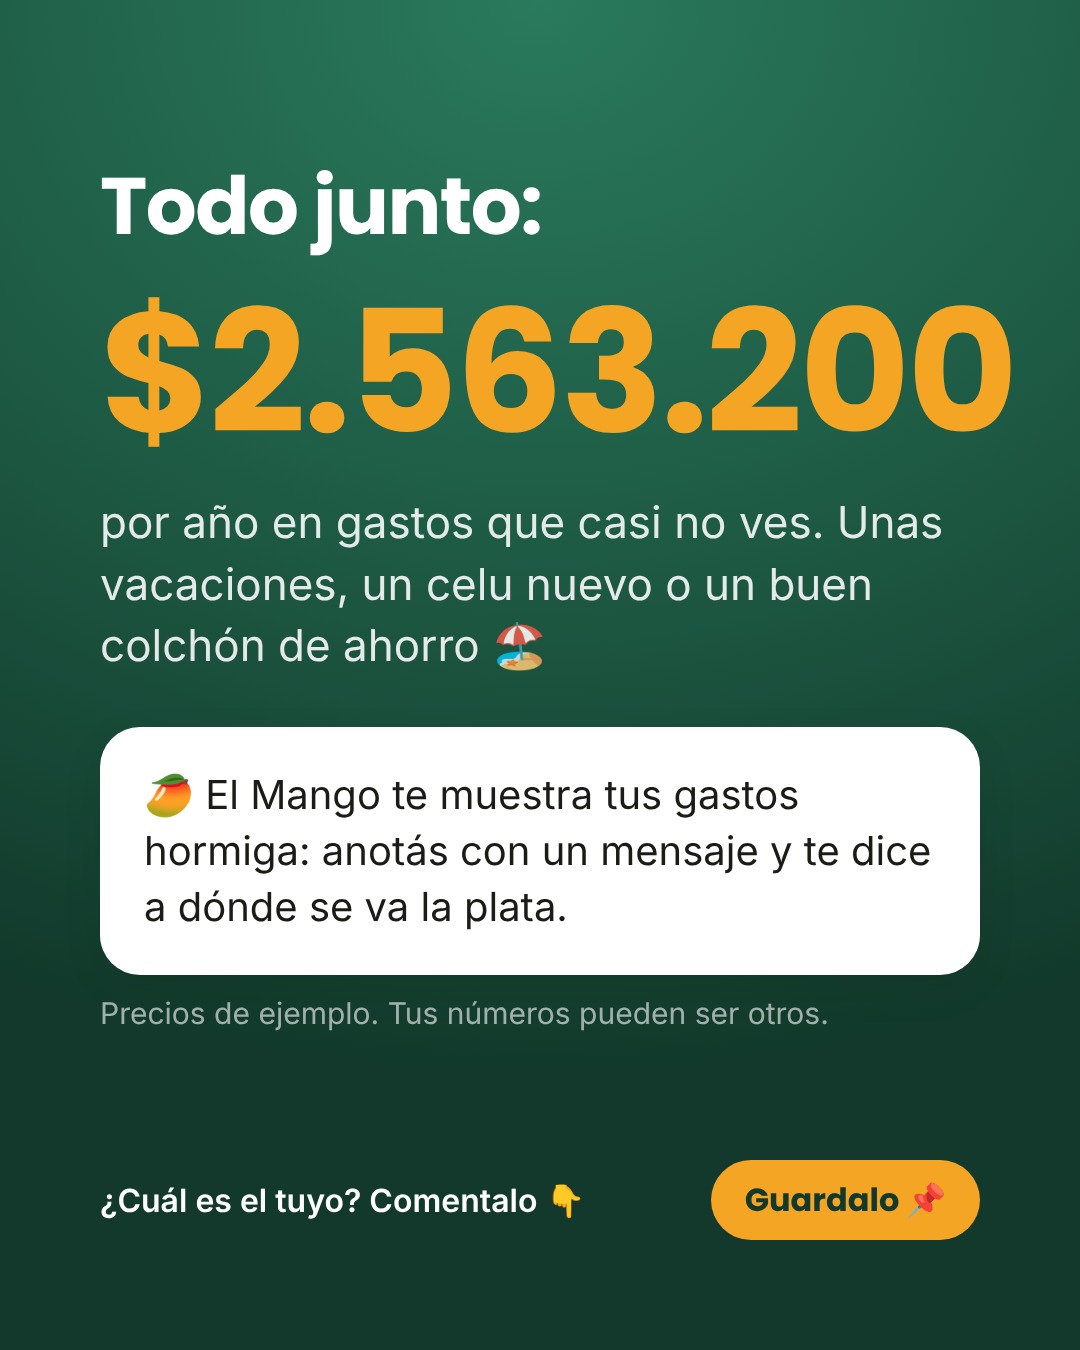 Todo junto:
$2.563.200
por año en gastos que casi no ves. Unas
vacaciones, un celu nuevo o un buen
colchón de ahorro 🏖️
🥭 El Mango te muestra tus gastos
hormiga: anotás con un mensaje y te dice
a dónde se va la plata.
Precios de ejemplo. Tus números pueden ser otros.
¿Cuál es el tuyo? Comentalo 👇
Guardalo 📌